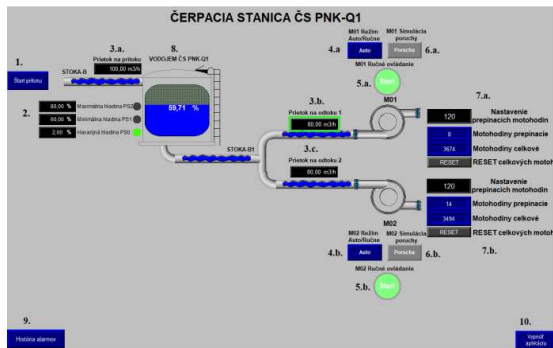 ČERPACIA STANICA ČS PNK-Q1
1.
Štart prítoku
3.a.
Prietok na prítoku
100,00 m3/h
STOKA-B
8.
VODOJEM ČS PNK-Q1
59,71 %
2.
80,00 % Maximálna hladina PS2
60,00 % Minimálna hladina PS1
2,00 % Havarijná hladina PS0
STOKA-B1
3.b.
Prietok na odtoku 1
80,00 m3/h
3.c.
Prietok na odtoku 2
80,00 m3/h
4.a
M01 Režim
Auto/Ručne
Auto
M01 Simulácia
poruchy
Porucha
6.a.
M01 Ručné ovládanie
5.a.
Štart
M01
7.a.
120 Nastavenie
prepínacích motohodín
0 Motohodiny prepínacie
3674 Motohodiny celkové
RESET RESET celkových motoh
120 Nastavenie
prepínacích motohodín
14 Motohodiny prepínacie
3494 Motohodiny celkové
RESET RESET celkových motoh
7.b.
M02
M02 Režim
Auto/Ručne
M02 Simulácia
poruchy
4.b.
Auto
Porucha
6.b.
M02 Ručné ovládanie
5.b.
Štart
9.
História alarmov
10.
Vypnúť
aplikáciu